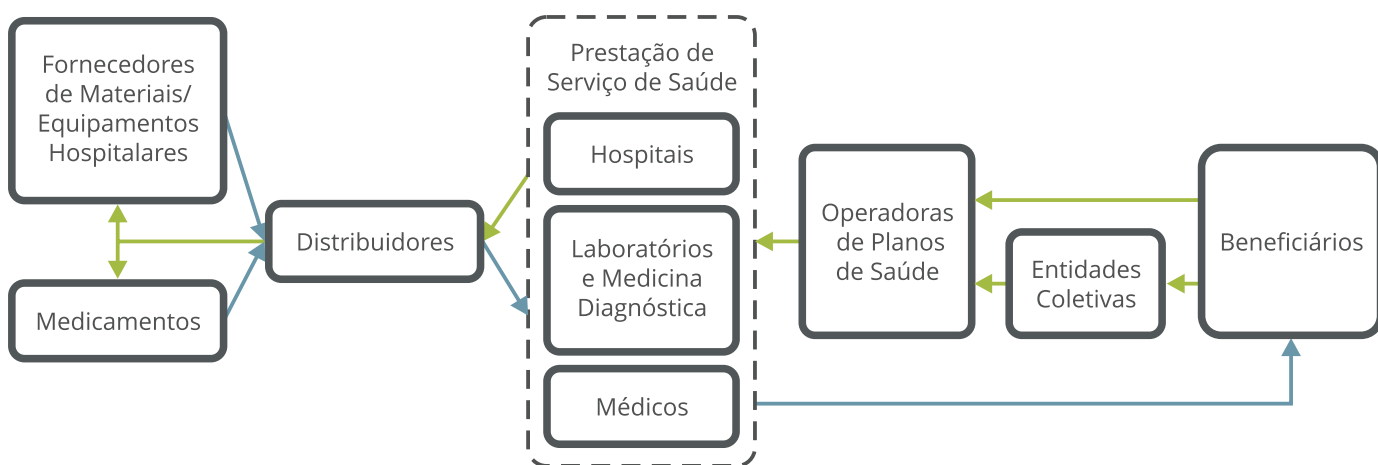 Fornecedores
de Materiais/
Equipamentos
Hospitalares
Medicamentos
Distribuidores
Prestação de
Serviço de Saúde
Hospitais
Laboratórios
e Medicina
Diagnóstica
Médicos
Operadoras
de Planos
de Saúde
Entidades
Coletivas
Beneficiários